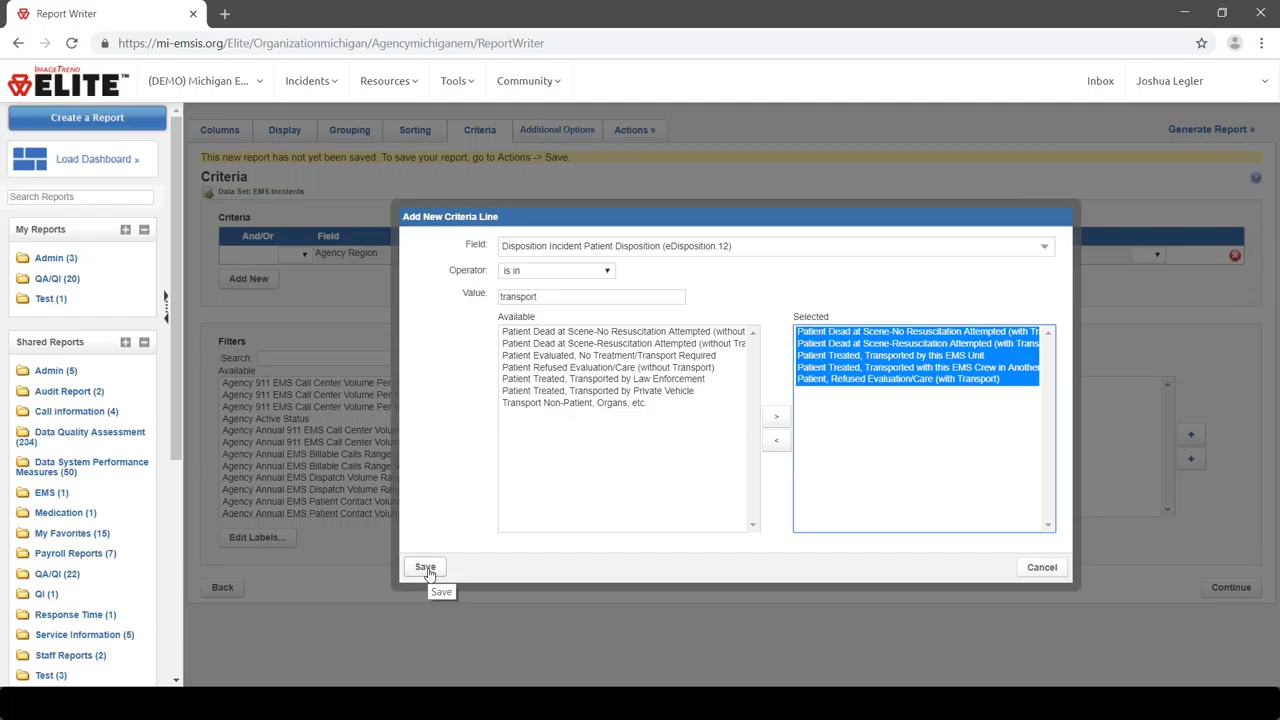 Report Writer
https://mi-emsis.org/Elite/Organizationmichigan/Agencymichiganem/ReportWriter
IMAGETREND
ELITE™
(DEMO) Michigan E...
Incidents
Resources
Tools
Community
Inbox
Joshua Legler
Create a Report
Load Dashboard »
Search Reports
My Reports
Admin (3)
QA/QI (20)
Test (1)
Shared Reports
Admin (5)
Audit Report (2)
Call information (4)
Data Quality Assessment
(234)
Data System Performance
Measures (50)
EMS (1)
Medication (1)
My Favorites (15)
Payroll Reports (7)
QA/QI (22)
QI (1)
Response Time (1)
Service Information (5)
Staff Reports (2)
Test (3)
Columns
Display
Grouping
Sorting
Criteria
Additional Options
Actions
Generate Report »
This new report has not yet been saved. To save your report, go to Actions -> Save.
Criteria
Data Set: EMS Incidents
Criteria
And/Or
Field
Agency Region
Add New
Filters
Search:
Available
Agency 911 EMS Call Center Volume Per
Agency 911 EMS Call Center Volume Per
Agency 911 EMS Call Center Volume Per
Agency Active Status
Agency Annual 911 EMS Call Center Volum
Agency Annual 911 EMS Call Center Volum
Agency Annual EMS Billable Calls Range
Agency Annual EMS Billable Calls Range
Agency Annual EMS Dispatch Volume Ra
Agency Annual EMS Dispatch Volume Ra
Agency Annual EMS Patient Contact Volum
Agency Annual EMS Patient Contact Volum
Edit Labels...
Back
Continue
Add New Criteria Line
Field:
Disposition Incident Patient Disposition (eDisposition.12)
Operator:
is in
Value:
transport
Available
Patient Dead at Scene-No Resuscitation Attempted (without
Patient Dead at Scene-Resuscitation Attempted (without Tra
Patient Evaluated, No Treatment/Transport Required
Patient Refused Evaluation/Care (without Transport)
Patient Treated, Transported by Law Enforcement
Patient Treated, Transported by Private Vehicle
Transport Non-Patient, Organs, etc.
>
<
Selected
Patient Dead at Scene-No Resuscitation Attempted (with Tr
Patient Dead at Scene-Resuscitation Attempted (with Trans
Patient Treated, Transported by this EMS Unit
Patient Treated, Transported with this EMS Crew in Another
Patient, Refused Evaluation/Care (with Transport)
Save
Cancel
Save